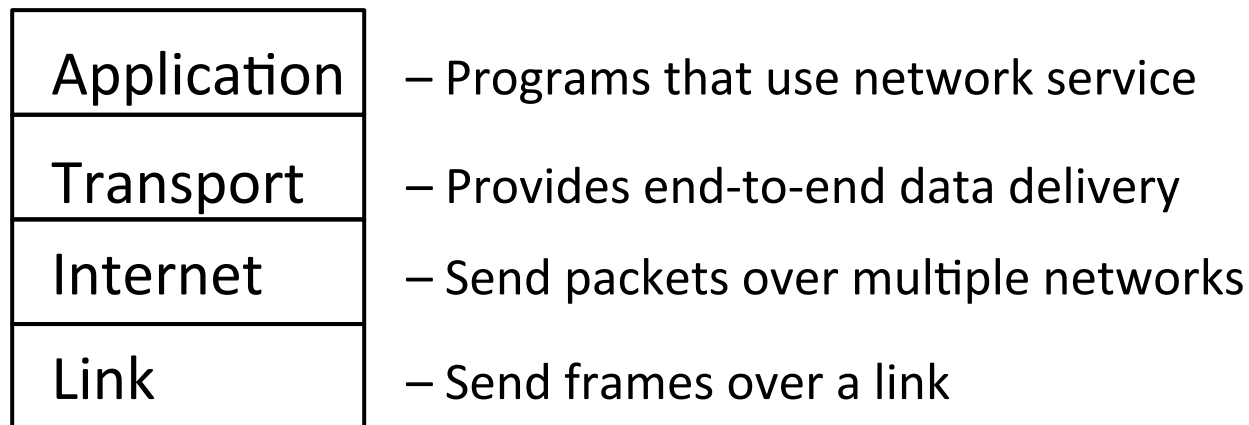 Application – Programs that use network service
Transport – Provides end-to-end data delivery
Internet – Send packets over multiple networks
Link – Send frames over a link